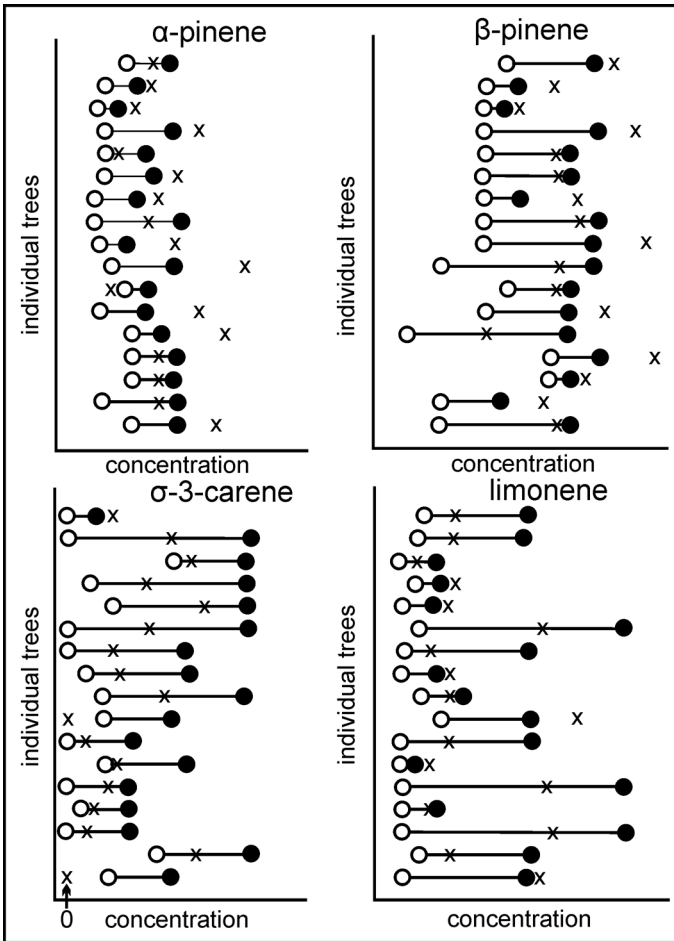 α-pinene
β-pinene
individual trees
individual trees
concentration
concentration
σ-3-carene
limonene
individual trees
individual trees
0
concentration
concentration